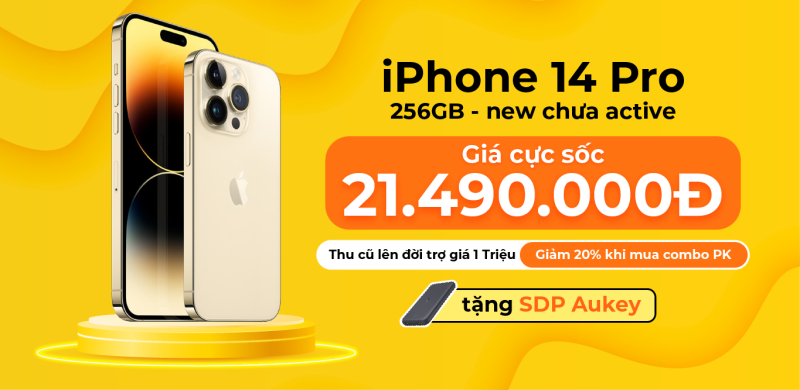 iPhone 14 Pro
256GB - new chưa active
Giá cực sốc
21.490.000Đ
Thu cũ lên đời trợ giá 1 Triệu
Giảm 20% khi mua combo PK
tặng SDP Aukey